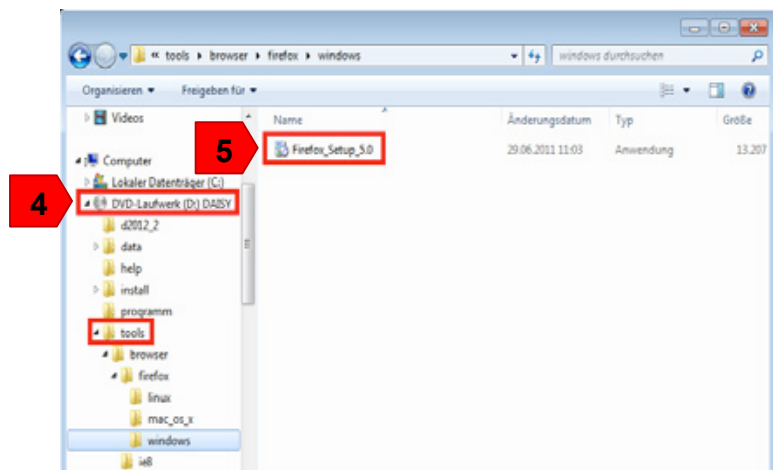 « tools ▸ browser ▸ firefox ▸ windows
windows durchsuchen
Organisieren
Freigeben für
Name
Änderungsdatum
Typ
Größe
Videos
5
Firefox_Setup_5.0
29.06.2011 11:03
Anwendung
13.207
Computer
Lokaler Datenträger (C:)
4
DVD-Laufwerk (D:) DAISY
d2012_2
data
help
install
programm
tools
browser
firefox
linux
mac_os_x
windows
ie8